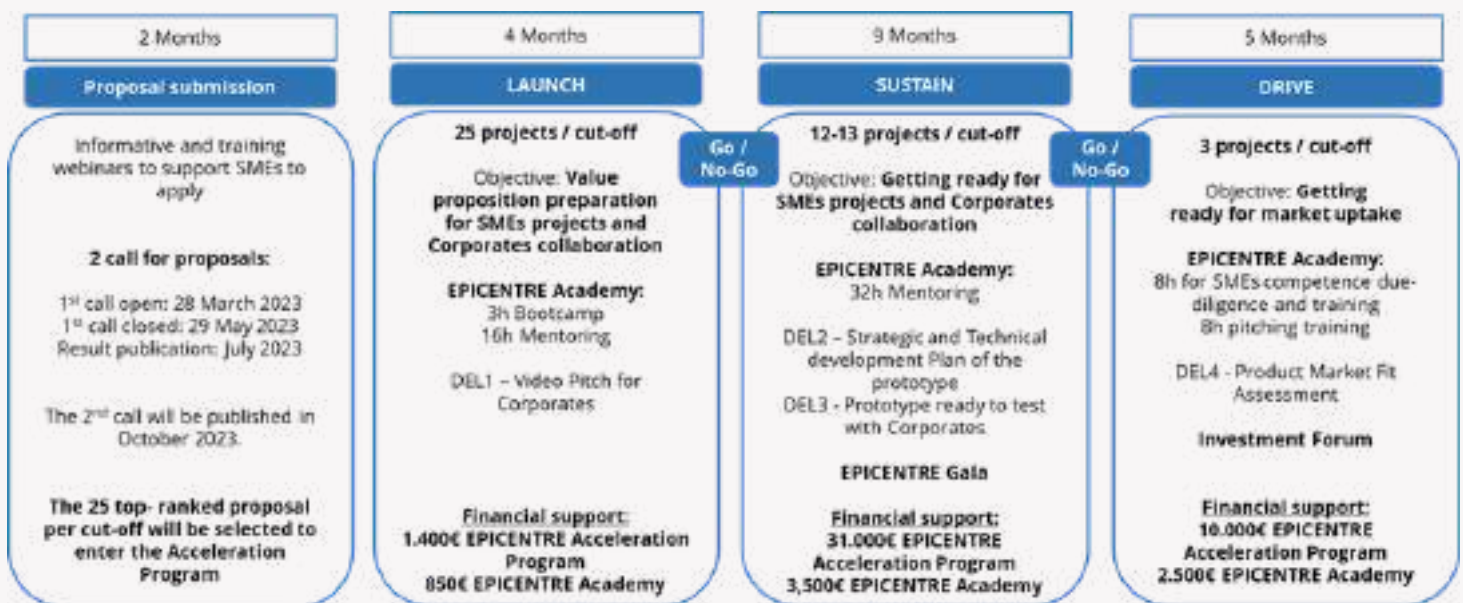 2 Months
Proposal submission
Informative and training
webinars to support SMEs to
apply
2 call for proposals:
1st call open: 28 March 2023
1st call closed: 29 May 2023
Result publication: July 2023
The 2nd call will be published in
October 2023.
The 25 top- ranked proposal
per cut-off will be selected to
enter the Acceleration
Program
4 Months
LAUNCH
25 projects / cut-off
Objective: Value
proposition preparation
for SMEs projects and
Corporates collaboration
EPICENTRE Academy:
3h Bootcamp
16h Mentoring
DEL1 – Video Pitch for
Corporates
Financial support:
1.400€ EPICENTRE Acceleration
Program
850€ EPICENTRE Academy
Go /
No-Go
9 Months
SUSTAIN
12-13 projects / cut-off
Objective: Getting ready for
SMEs projects and Corporates
collaboration
EPICENTRE Academy:
32h Mentoring
DEL2 – Strategic and Technical
development Plan of the
prototype
DEL3 - Prototype ready to test
with Corporates
EPICENTRE Gala
Financial support:
31.000€ EPICENTRE
Acceleration Program
3,500€ EPICENTRE Academy
Go /
No-Go
5 Months
DRIVE
3 projects / cut-off
Objective: Getting
ready for market uptake
EPICENTRE Academy:
8h for SMEs competence due-
diligence and training
8h pitching training
DEL4 - Product Market Fit
Assessment
Investment Forum
Financial support:
10.000€ EPICENTRE
Acceleration Program
2.500€ EPICENTRE Academy